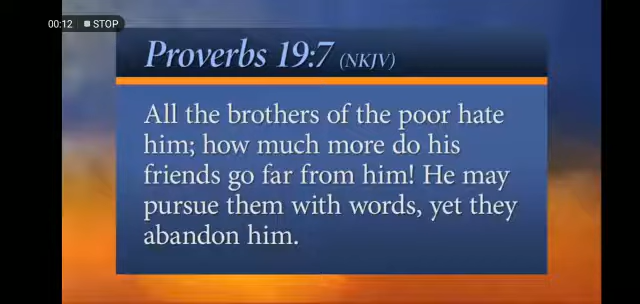 00:12 STOP
Proverbs 19:7 (NKJV)
All the brothers of the poor hate
him; how much more do his
friends go far from him! He may
pursue them with words, yet they
abandon him.